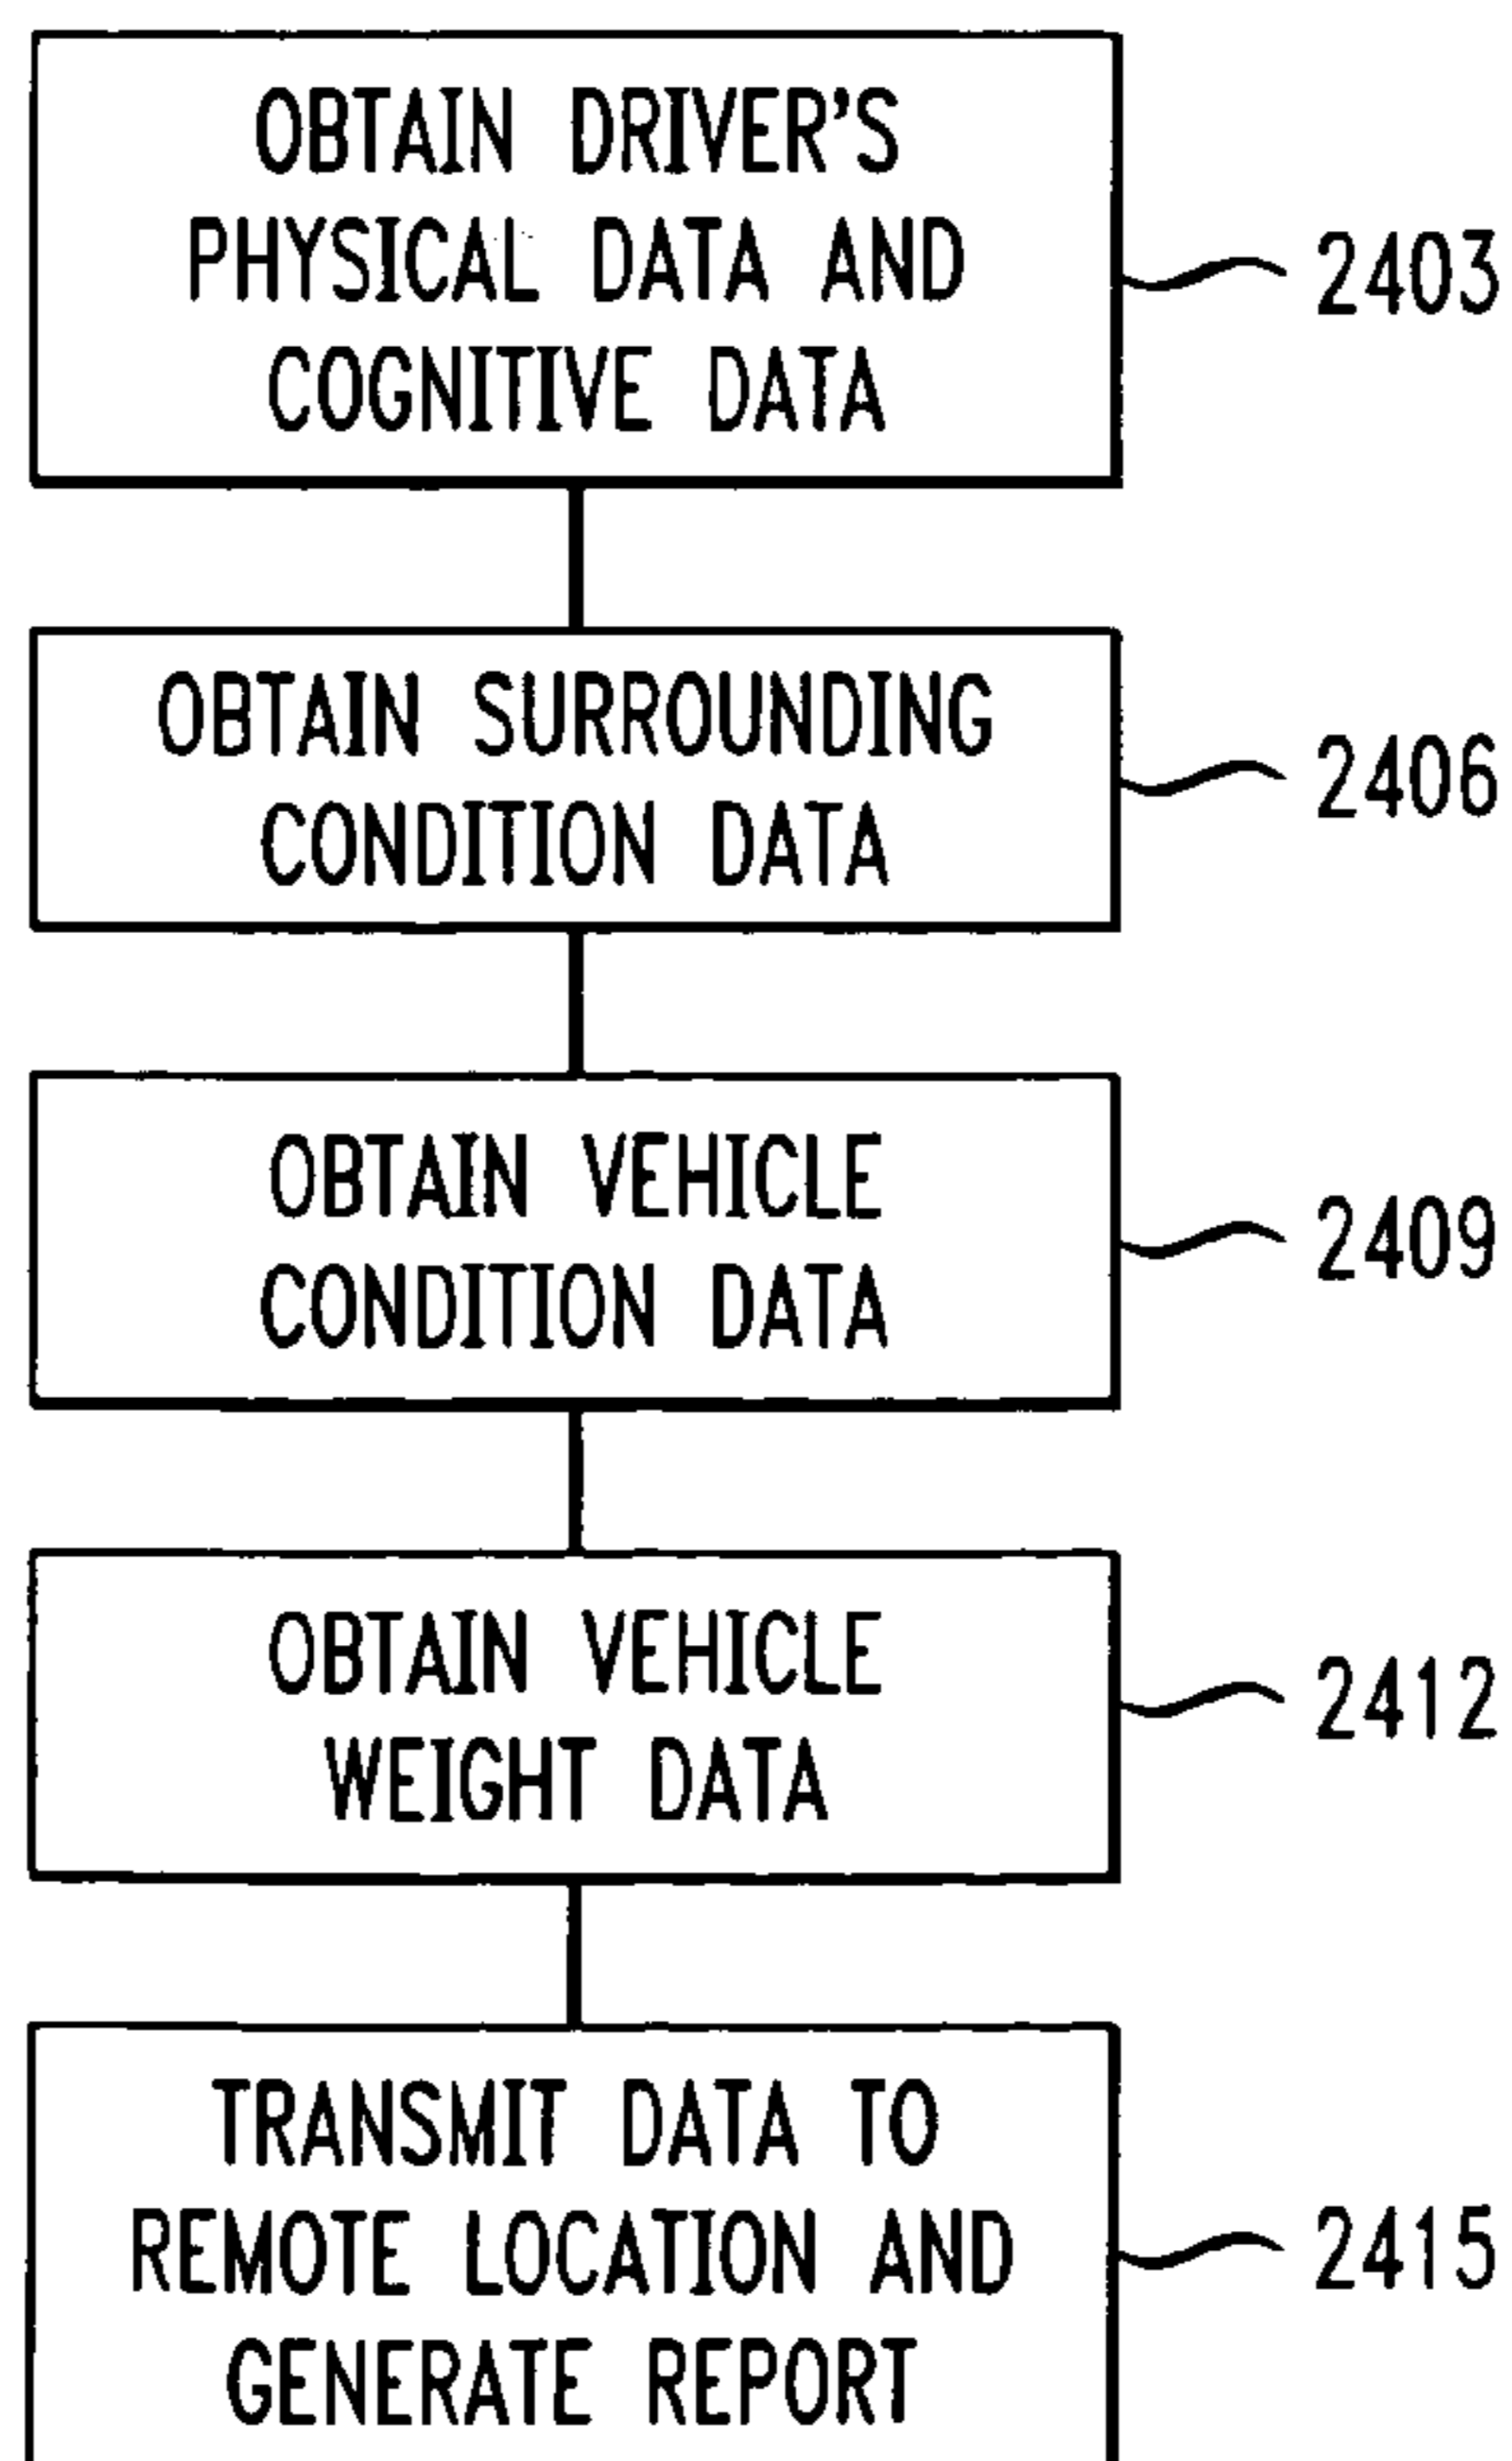 OBTAIN DRIVER'S
PHYSICAL DATA AND
COGNITIVE DATA
2403
OBTAIN SURROUNDING
CONDITION DATA
2406
OBTAIN VEHICLE
CONDITION DATA
2409
OBTAIN VEHICLE
WEIGHT DATA
2412
TRANSMIT DATA TO
REMOTE LOCATION AND
GENERATE REPORT
2415